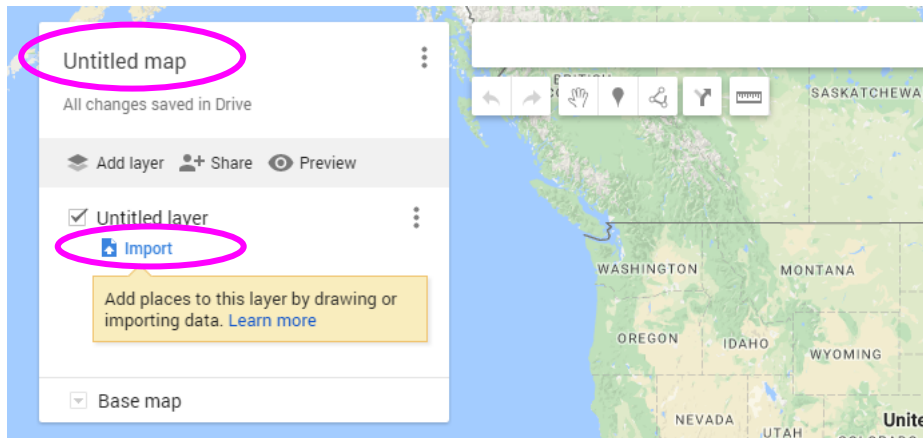 Untitled map
All changes saved in Drive
Add layer Share Preview
Untitled layer
Import
Add places to this layer by drawing or
importing data. Learn more
Base map
SASKATCHEWA
WASHINGTON
MONTANA
OREGON
IDAHO
WYOMING
NEVADA
UTAH
Unite